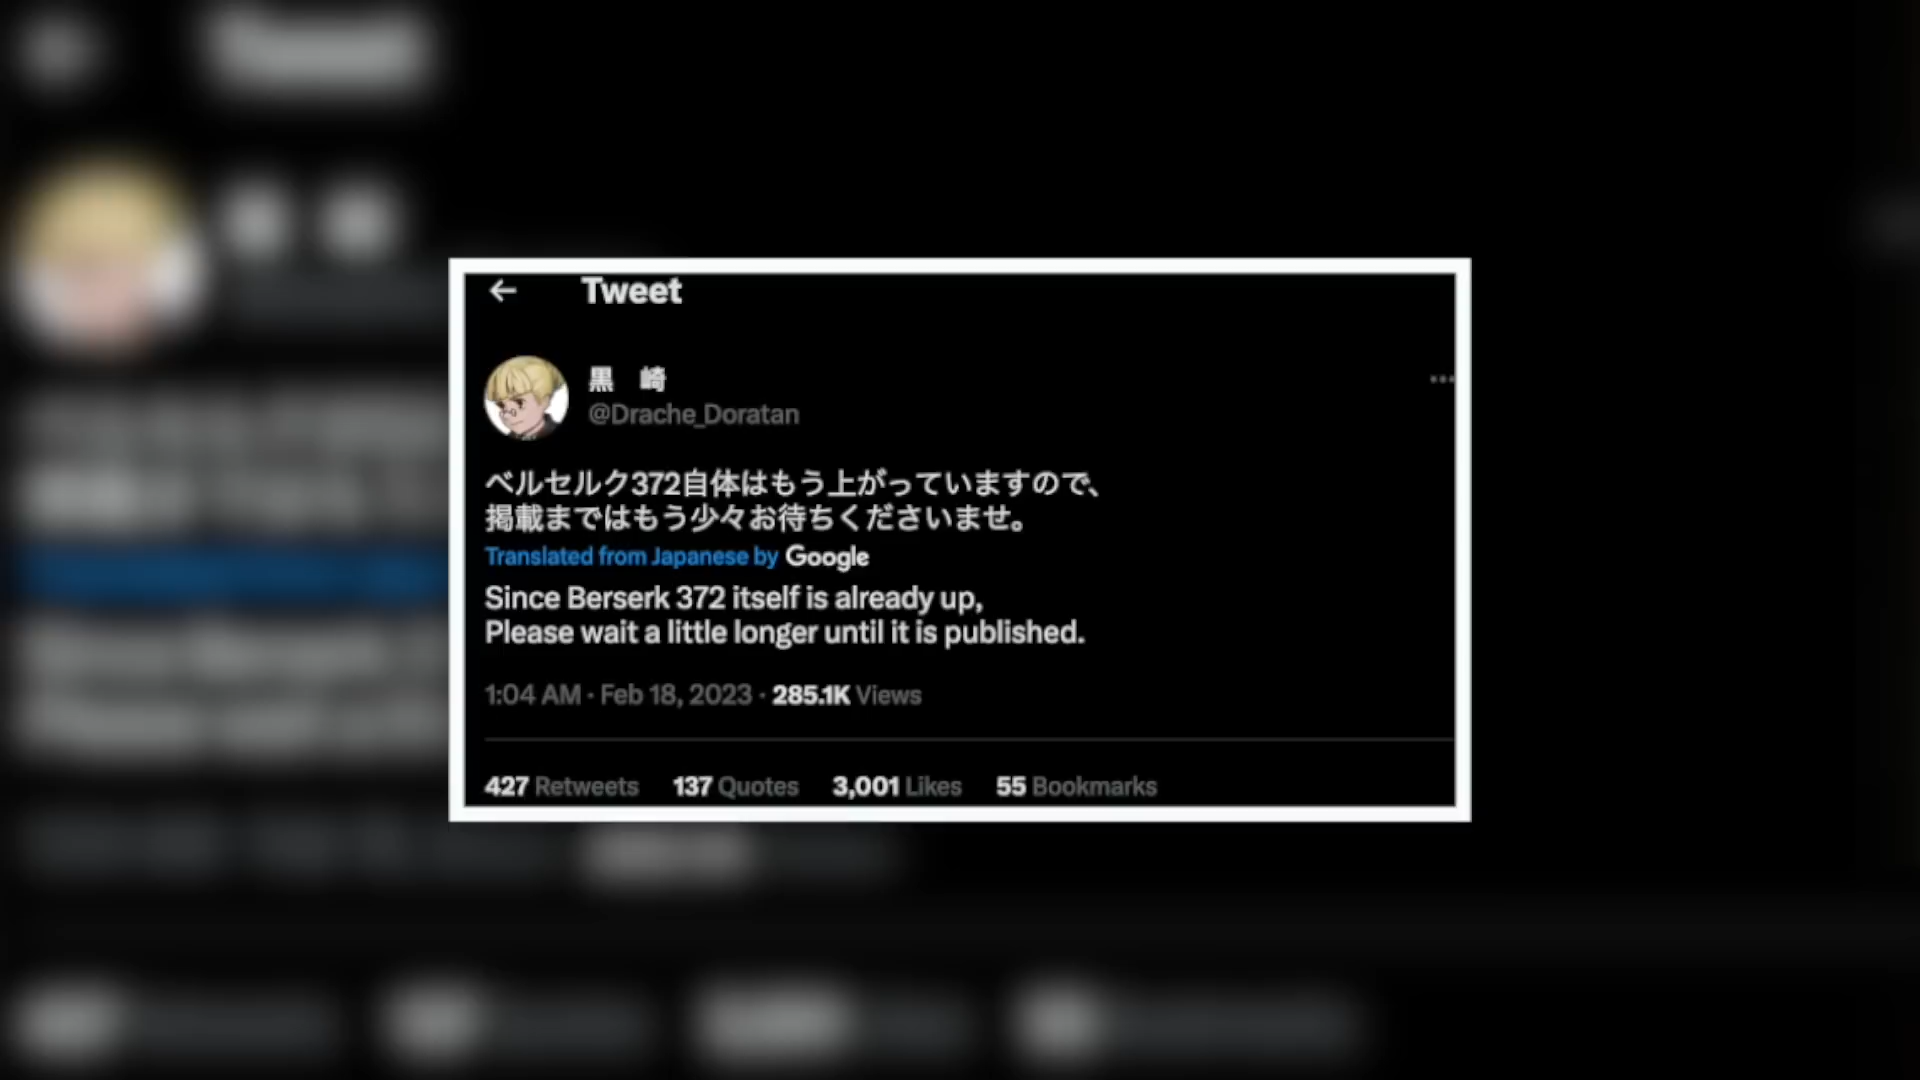 ← Tweet
黒　崎
@Drache_Doratan
ベルセルク372自体はもう上がっていますので、
掲載まではもう少々お待ちくださいませ。
Translated from Japanese by Google
Since Berserk 372 itself is already up,
Please wait a little longer until it is published.
1:04 AM · Feb 18, 2023 · 285.1K Views
427 Retweets 137 Quotes 3,001 Likes 55 Bookmarks